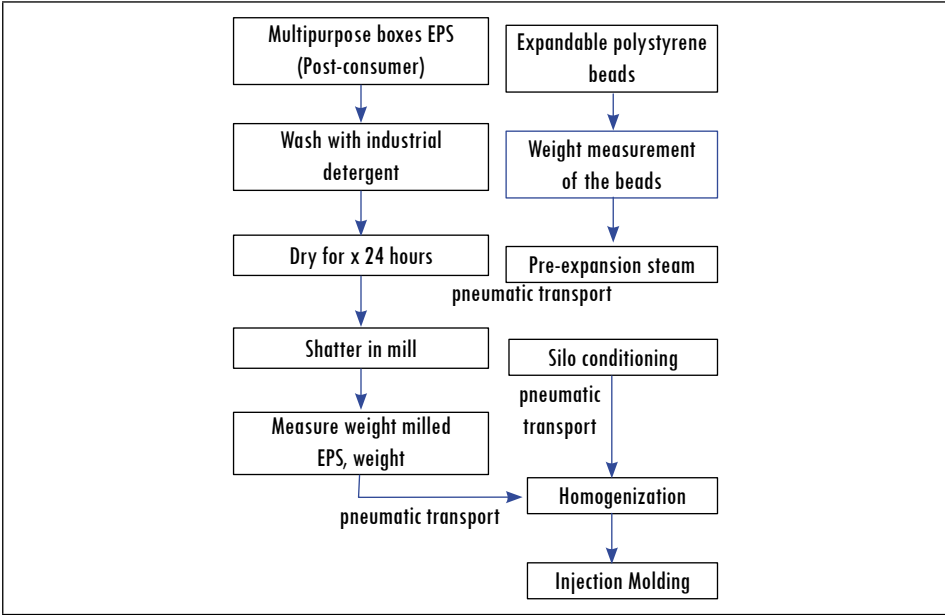 Multipurpose boxes EPS
(Post-consumer)
Wash with industrial
detergent
Dry for x 24 hours
Shatter in mill
Measure weight milled
EPS, weight
pneumatic transport
Expandable polystyrene
beads
Weight measurement
of the beads
Pre-expansion steam
pneumatic transport
Silo conditioning
pneumatic
transport
Homogenization
Injection Molding